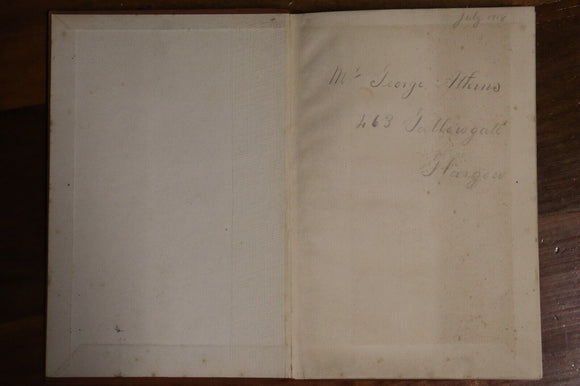 July 1918
Mr George Atkins
463 Gallowgate
Glasgow